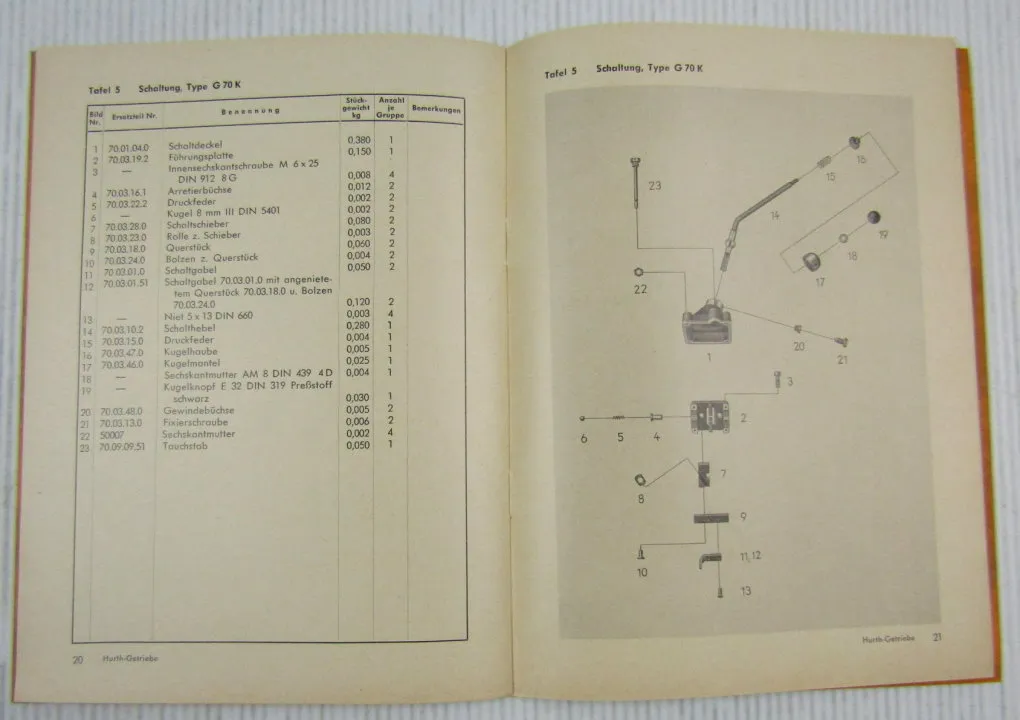 Tafel 5 Schaltung, Type G 70 K
Bild Nr. Ersatzteil Nr. Benennung Stück-gewicht kg Anzahl je Gruppe Bemerkungen
1 70.01.04.0 Schaltdeckel 0,380 1
2 70.03.19.2 Führungsplatte 0,150 1
3 — Innensechskantschraube M 6 x 25
DIN 912 8 G 0,008 4
4 70.03.16.1 Arretierbüchse 0,012 2
5 70.03.22.2 Druckfeder 0,002 2
6 — Kugel 8 mm III DIN 5401 0,002 2
7 70.03.28.0 Schaltschieber 0,080 2
8 70.03.23.0 Rolle z. Schieber 0,003 2
9 70.03.18.0 Querstück 0,060 2
10 70.03.24.0 Bolzen z. Querstück 0,004 2
11 70.03.01.0 Schaltgabel 0,050 2
12 70.03.01.51 Schaltgabel 70.03.01.0 mit angeniete-
tem Querstück 70.03.18.0 u. Bolzen
70.03.24.0 0,120 2
13 — Niet 5 x 13 DIN 660 0,003 4
14 70.03.10.2 Schalthebel 0,280 1
15 70.03.15.0 Druckfeder 0,004 1
16 70.03.47.0 Kugelhaube 0,005 1
17 70.03.46.0 Kugelmantel 0,025 1
18 — Sechskantmutter AM 8 DIN 439 4 D 0,004 1
19 — Kugelknopf E 32 DIN 319 Preßstoff
schwarz 0,030 1
20 70.03.48.0 Gewindebüchse 0,005 2
21 70.03.13.0 Fixierschraube 0,006 2
22 50007 Sechskantmutter 0,002 4
23 70.09.09.51 Tauchstab 0,050 1
20 Hurth-Getriebe
Tafel 5 Schaltung, Type G 70 K
16
15
23
14
19
18
17
22
1
20
21
3
2
6
5
4
7
8
9
10
11, 12
13
Hurth-Getriebe 21